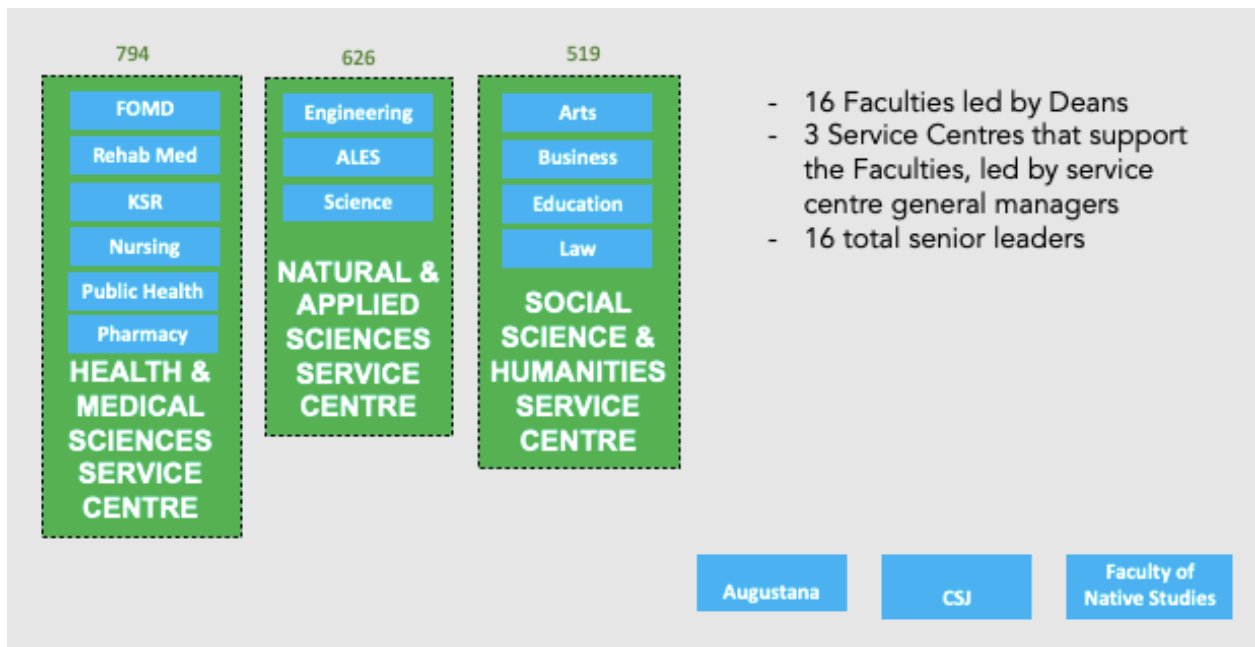 794
FOMD
Rehab Med
KSR
Nursing
Public Health
Pharmacy
HEALTH &
MEDICAL
SCIENCES
SERVICE
CENTRE
626
Engineering
ALES
Science
NATURAL &
APPLIED
SCIENCES
SERVICE
CENTRE
519
Arts
Business
Education
Law
SOCIAL
SCIENCE &
HUMANITIES
SERVICE
CENTRE
- 16 Faculties led by Deans
- 3 Service Centres that support
the Faculties, led by service
centre general managers
- 16 total senior leaders
Augustana
CSJ
Faculty of
Native Studies